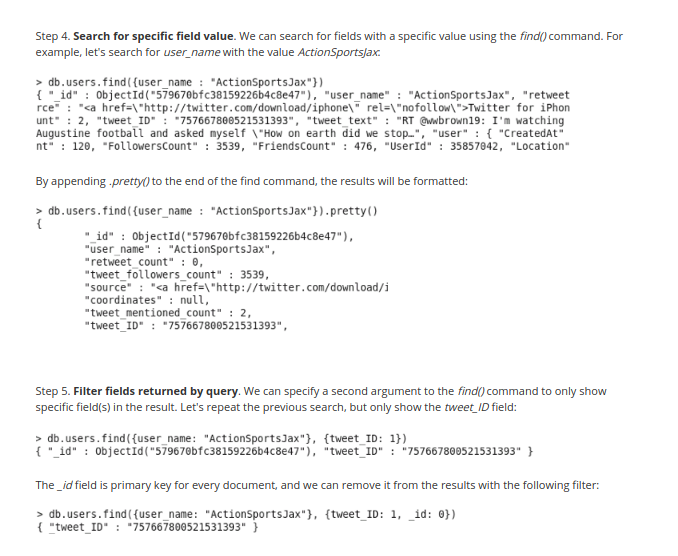 Step 4. Search for specific field value. We can search for fields with a specific value using the find() command. For
example, let's search for user_name with the value ActionSportsJax:
> db.users.find({user_name : "ActionSportsJax"})
{ "_id" : ObjectId("579670bfc38159226b4c8e47"), "user_name" : "ActionSportsJax", "retweet
rce" : "<a href=\"http://twitter.com/download/iphone\" rel=\"nofollow\">Twitter for iPhon
unt" : 2, "tweet_ID" : "757667800521531393", "tweet_text" : "RT @wwbrown19: I'm watching
Augustine football and asked myself \"How on earth did we stop…", "user" : { "CreatedAt"
nt" : 120, "FollowersCount" : 3539, "FriendsCount" : 476, "UserId" : 35857042, "Location"
By appending .pretty() to the end of the find command, the results will be formatted:
> db.users.find({user_name : "ActionSportsJax"}).pretty()
{
"_id" : ObjectId("579670bfc38159226b4c8e47"),
"user_name" : "ActionSportsJax",
"retweet_count" : 0,
"tweet_followers_count" : 3539,
"source" : "<a href=\"http://twitter.com/download/i
"coordinates" : null,
"tweet_mentioned_count" : 2,
"tweet_ID" : "757667800521531393",
Step 5. Filter fields returned by query. We can specify a second argument to the find() command to only show
specific field(s) in the result. Let's repeat the previous search, but only show the tweet_ID field:
> db.users.find({user_name: "ActionSportsJax"}, {tweet_ID: 1})
{ "_id" : ObjectId("579670bfc38159226b4c8e47"), "tweet_ID" : "757667800521531393" }
The _id field is primary key for every document, and we can remove it from the results with the following filter:
> db.users.find({user_name: "ActionSportsJax"}, {tweet_ID: 1, _id: 0})
{ "tweet_ID" : "757667800521531393" }